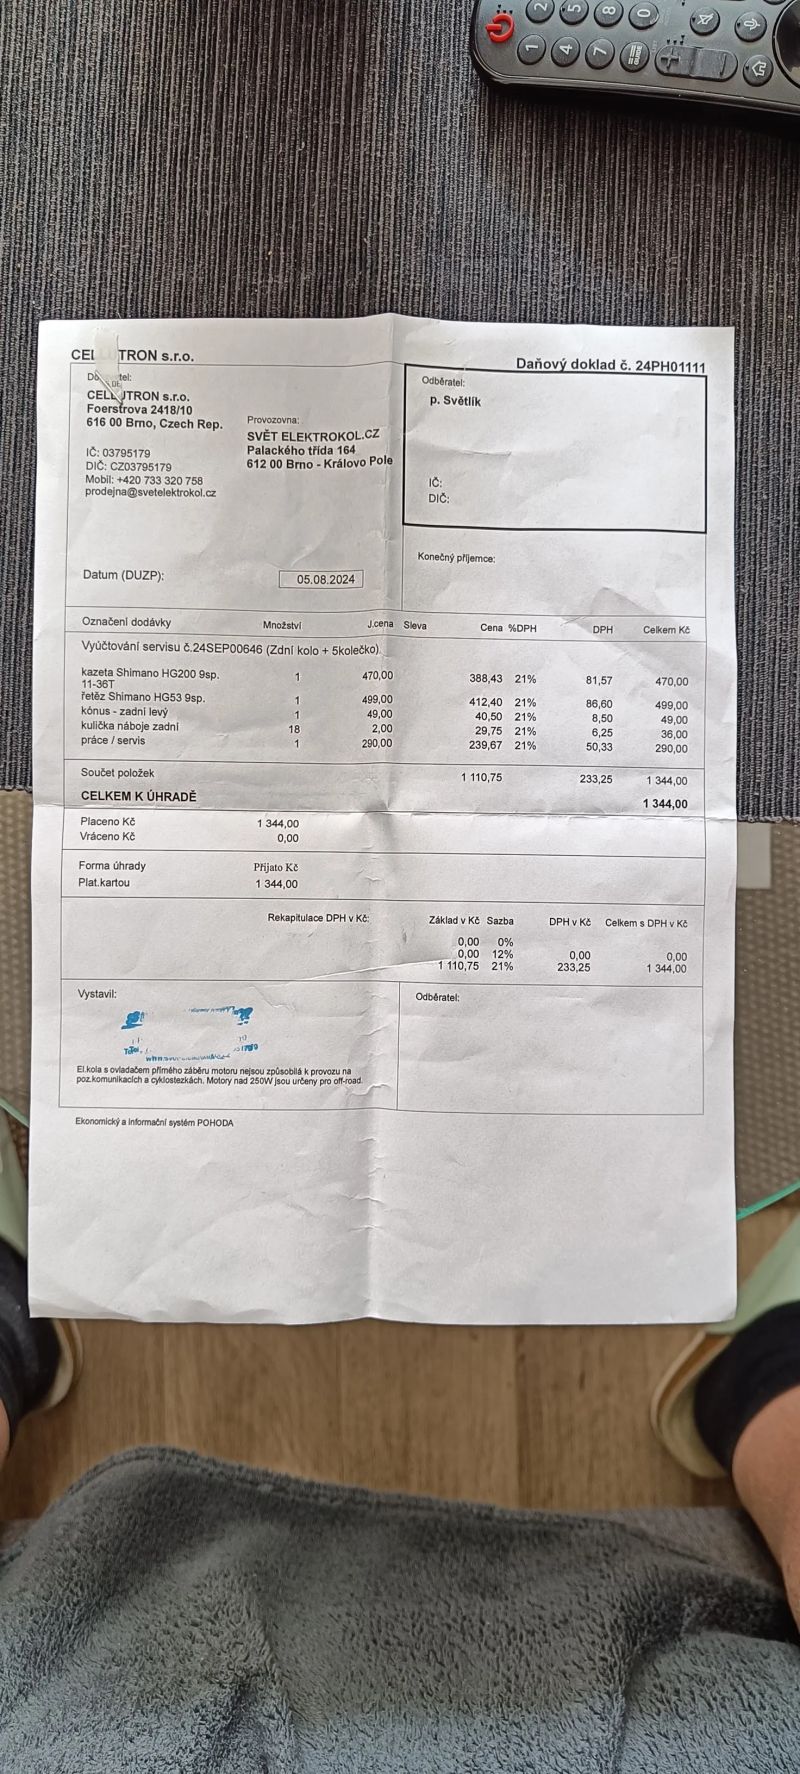 2 5 8 0
1 4 7 GUIDE
CELLUTRON s.r.o.
Daňový doklad č. 24PH01111
Dodavatel:
CELLUTRON s.r.o.
Foerstrova 2418/10
616 00 Brno, Czech Rep.
IČ: 03795179
DIČ: CZ03795179
Mobil: +420 733 320 758
prodejna@svetelektrokol.cz
Provozovna:
SVĚT ELEKTROKOL.CZ
Palackého třída 164
612 00 Brno - Královo Pole
Odběratel:
p. Světlík
IČ:
DIČ:
Konečný příjemce:
Datum (DUZP): 05.08.2024
Označení dodávky Množství J.cena Sleva Cena %DPH DPH Celkem Kč
Vyúčtování servisu č.24SEP00646 (Zdní kolo + 5kolečko).
kazeta Shimano HG200 9sp. 1 470,00 388,43 21% 81,57 470,00
11-36T
řetěz Shimano HG53 9sp. 1 499,00 412,40 21% 86,60 499,00
kónus - zadní levý 1 49,00 40,50 21% 8,50 49,00
kulička náboje zadní 18 2,00 29,75 21% 6,25 36,00
práce / servis 1 290,00 239,67 21% 50,33 290,00
Součet položek 1 110,75 233,25 1 344,00
CELKEM K ÚHRADĚ 1 344,00
Placeno Kč 1 344,00
Vráceno Kč 0,00
Forma úhrady Přijato Kč
Plat.kartou 1 344,00
Rekapitulace DPH v Kč: Základ v Kč Sazba DPH v Kč Celkem s DPH v Kč
0,00 0%
0,00 12% 0,00 0,00
1 110,75 21% 233,25 1 344,00
Vystavil:
Odběratel:
El.kola s ovladačem přímého záběru motoru nejsou způsobilá k provozu na
poz.komunikacích a cyklostezkách. Motory nad 250W jsou určeny pro off-road.
Ekonomický a informační systém POHODA